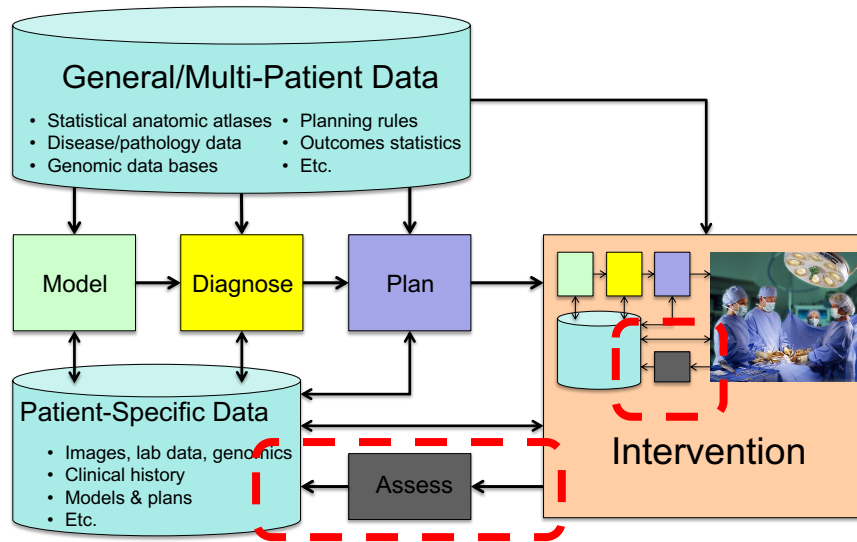 General/Multi-Patient Data
• Statistical anatomic atlases
• Disease/pathology data
• Genomic data bases
• Planning rules
• Outcomes statistics
• Etc.
Model
Diagnose
Plan
Patient-Specific Data
• Images, lab data, genomics
• Clinical history
• Models & plans
• Etc.
Assess
Intervention